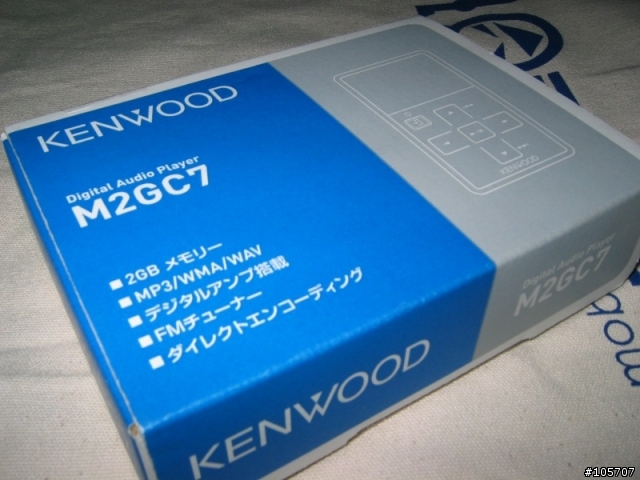 KENWOOD
Digital Audio Player
M2GC7
■2GB メモリー
■MP3/WMA/WAV
■デジタルアンプ搭載
■FMチューナー
■ダイレクトエンコーディング
KENWOOD
KENWOOD
Digital Audio Player
M2GC7
#105707